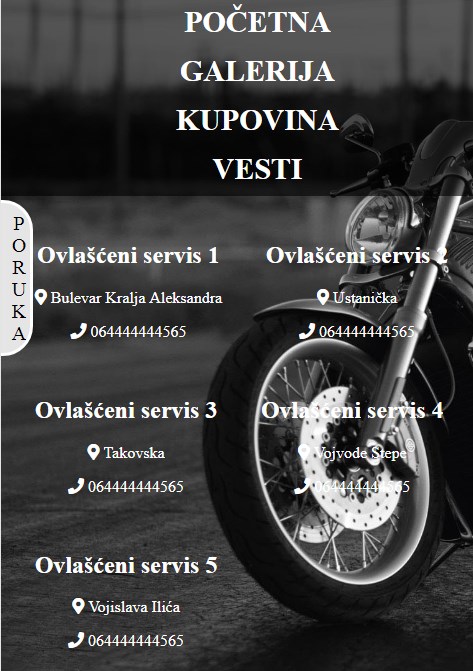 POČETNA
GALERIJA
KUPOVINA
VESTI
PORUKA
Ovlašćeni servis 1
Bulevar Kralja Aleksandra
064444444565
Ovlašćeni servis 2
Ustanička
064444444565
Ovlašćeni servis 3
Takovska
064444444565
Ovlašćeni servis 4
Vojvode Stepe
064444444565
Ovlašćeni servis 5
Vojislava Ilića
064444444565